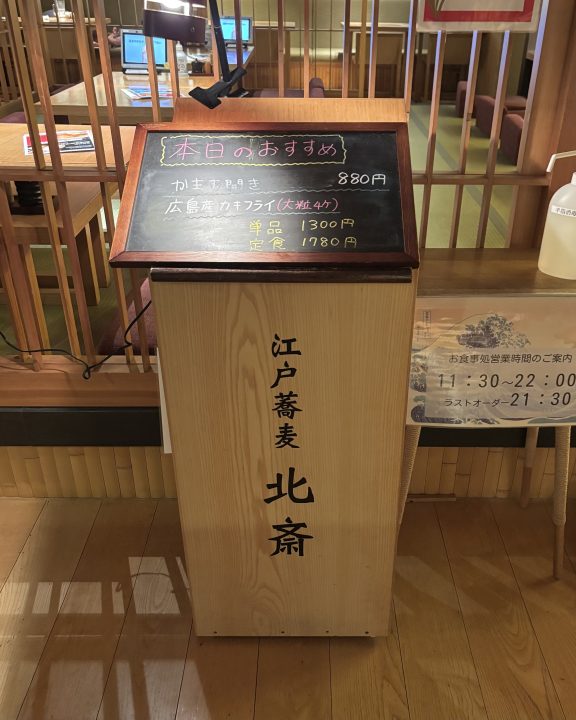 本日のおすすめ
かます開き 880円
広島産カキフライ(大粒4ケ)
単品 1300円
定食 1780円
江戸蕎麦
北斎
お食事処営業時間のご案内
11:30~22:00
ラストオーダー21:30